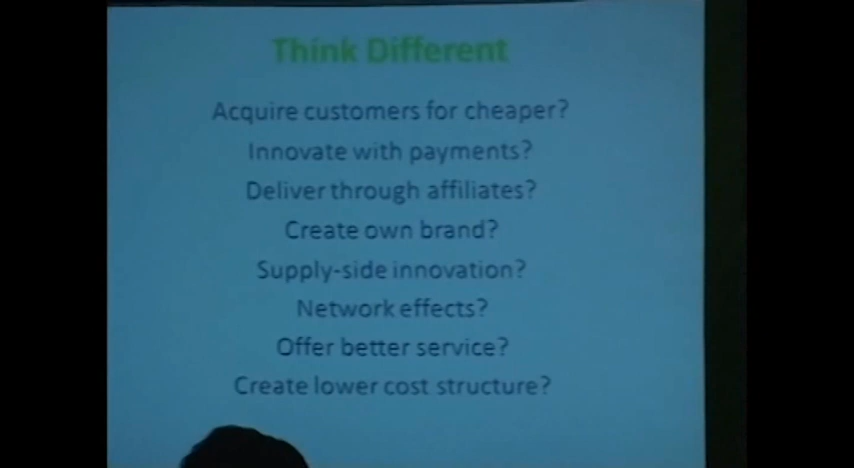 Think Different
Acquire customers for cheaper?
Innovate with payments?
Deliver through affiliates?
Create own brand?
Supply-side innovation?
Network effects?
Offer better service?
Create lower cost structure?